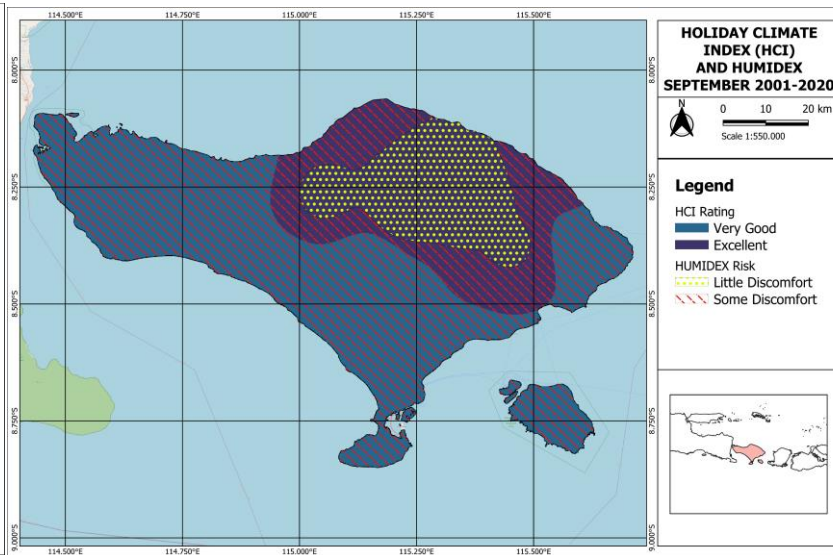 114.500°E 114.750°E 115.000°E 115.250°E 115.500°E
8.000°S 8.000°S
8.250°S 8.250°S
8.500°S 8.500°S
8.750°S 8.750°S
9.000°S 9.000°S
114.500°E 114.750°E 115.000°E 115.250°E 115.500°E
HOLIDAY CLIMATE
INDEX (HCI)
AND HUMIDEX
SEPTEMBER 2001-2020
N
0 10 20 km
Scale 1:550.000
Legend
HCI Rating
Very Good
Excellent
HUMIDEX Risk
Little Discomfort
Some Discomfort